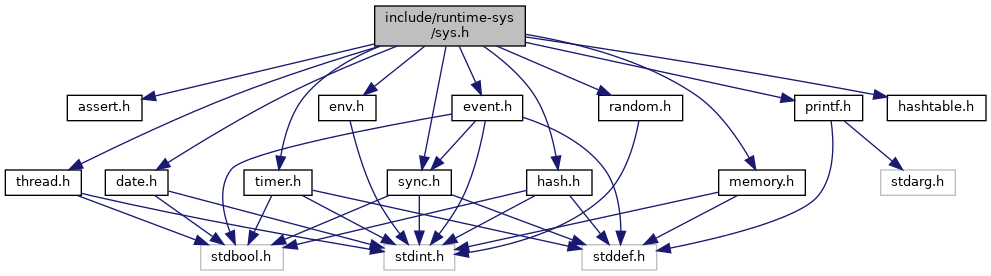 include/runtime-sys
/sys.h
assert.h
env.h
event.h
random.h
printf.h
hashtable.h
thread.h
date.h
timer.h
sync.h
hash.h
memory.h
stdarg.h
stdbool.h
stdint.h
stddef.h